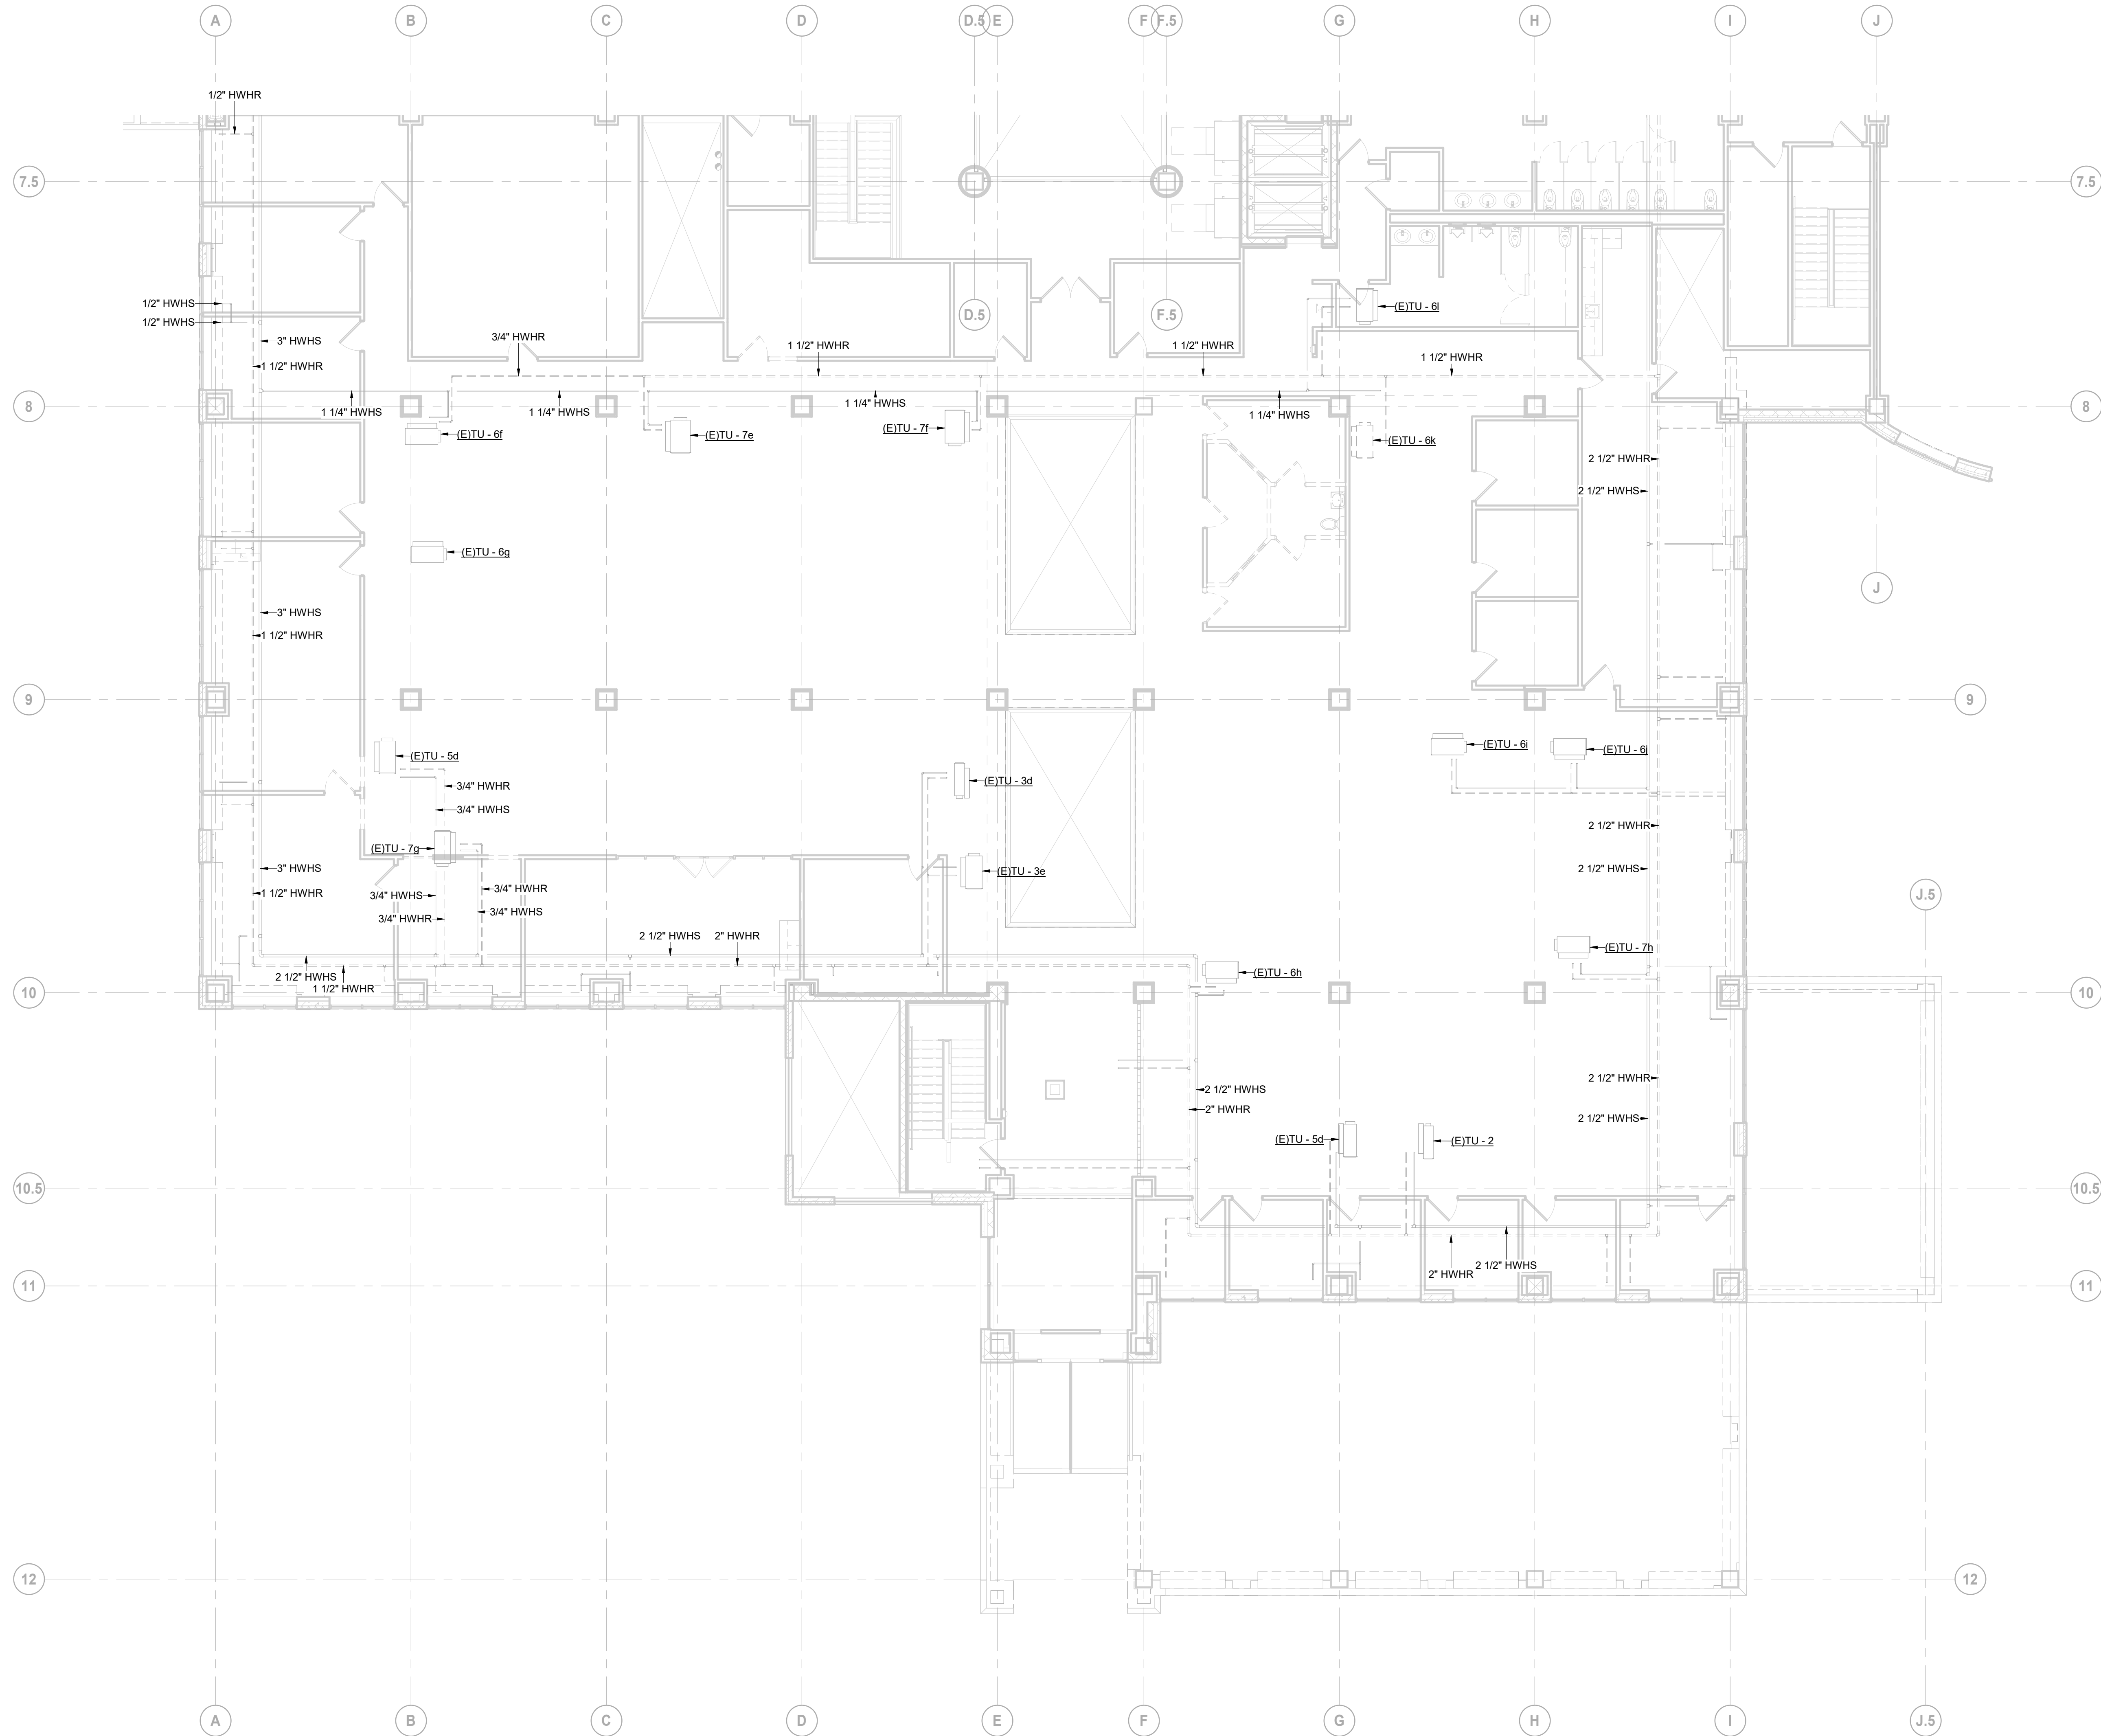 A
B
C
D
D.5
E
F
F.5
G
H
I
J
1/2" HWHR
7.5
7.5
1/2" HWHS
1/2" HWHS
(E)TU - 6l
D.5
F.5
3" HWHS
3/4" HWHR
1 1/2" HWHR
1 1/2" HWHR
1 1/2" HWHR
1 1/2" HWHR
8
8
1 1/4" HWHS
1 1/4" HWHS
1 1/4" HWHS
1 1/4" HWHS
(E)TU - 6f
(E)TU - 7e
(E)TU - 7f
(E)TU - 6k
2 1/2" HWHR
2 1/2" HWHS
(E)TU - 6g
J
3" HWHS
1 1/2" HWHR
9
9
(E)TU - 5d
(E)TU - 6i
(E)TU - 6j
3/4" HWHR
(E)TU - 3d
3/4" HWHS
2 1/2" HWHR
(E)TU - 7g
3" HWHS
(E)TU - 3e
2 1/2" HWHS
1 1/2" HWHR
3/4" HWHS
3/4" HWHR
J.5
3/4" HWHR
3/4" HWHS
2 1/2" HWHS
2" HWHR
(E)TU - 7h
2 1/2" HWHS
1 1/2" HWHR
(E)TU - 6h
10
10
2 1/2" HWHR
2 1/2" HWHS
2" HWHR
2 1/2" HWHS
(E)TU - 5d
(E)TU - 2
10.5
10.5
2" HWHR
2 1/2" HWHS
11
11
12
12
A
B
C
D
E
F
G
H
I
J.5